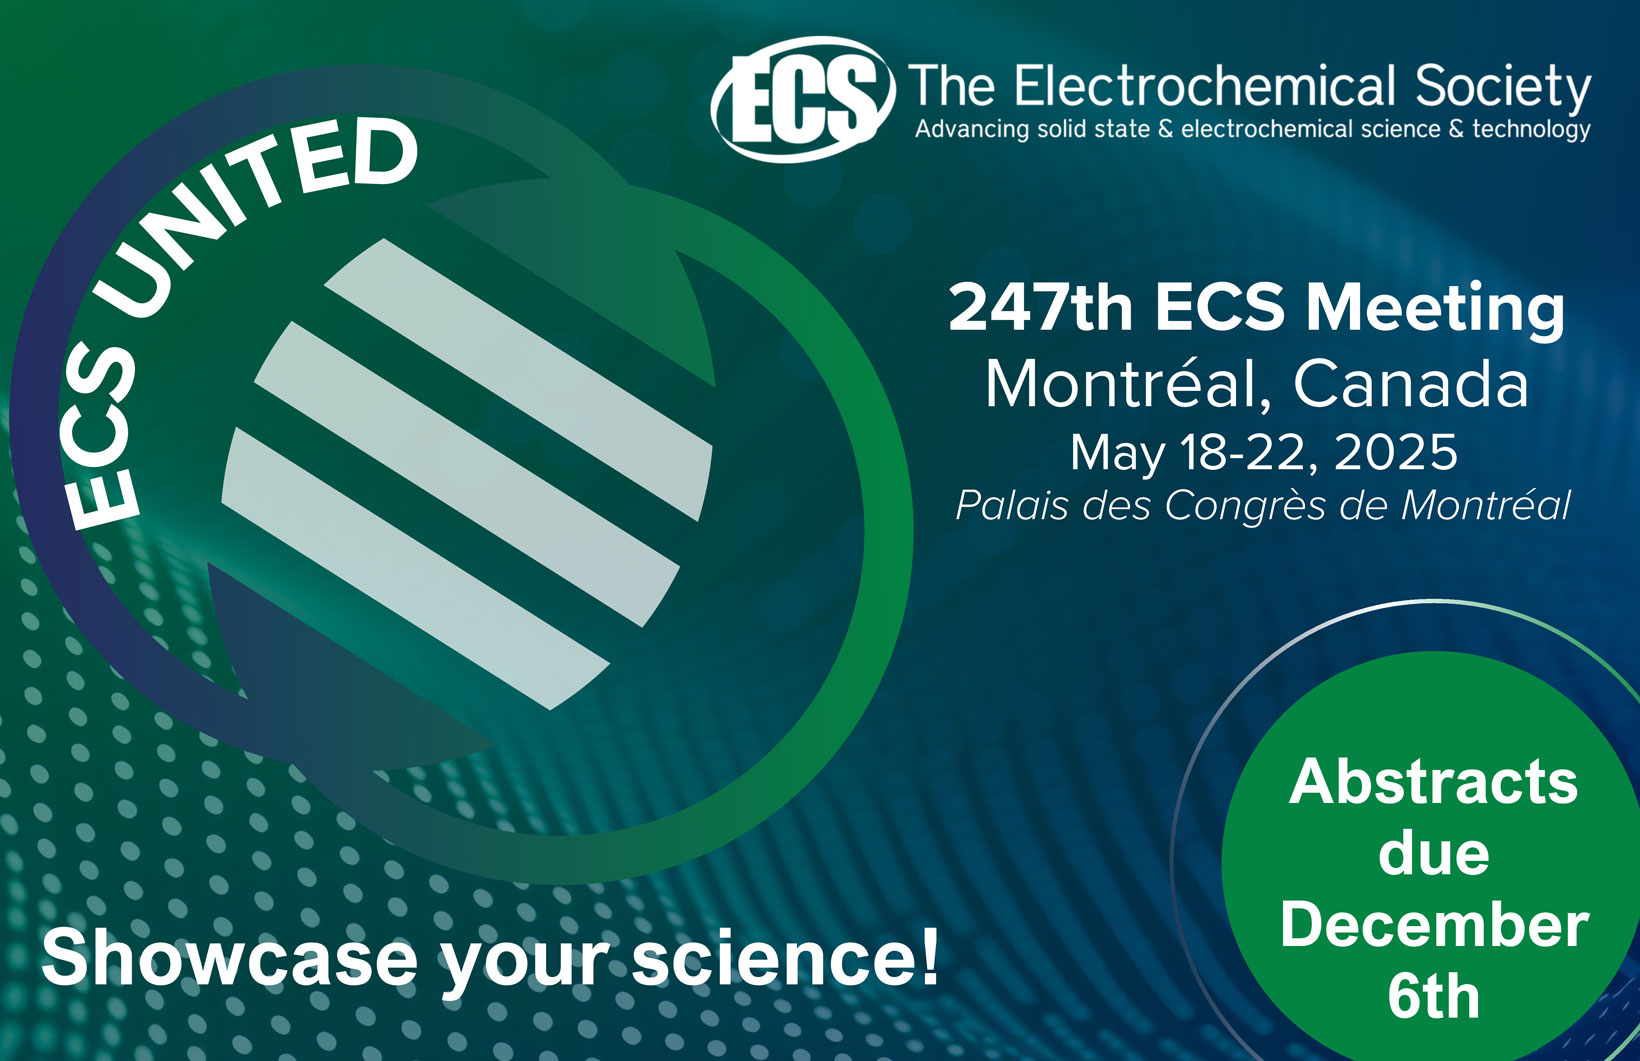 ECS
The Electrochemical Society
Advancing solid state & electrochemical science & technology
ECS UNITED
247th ECS Meeting
Montréal, Canada
May 18-22, 2025
Palais des Congrès de Montréal
Abstracts
due
December
6th
Showcase your science!